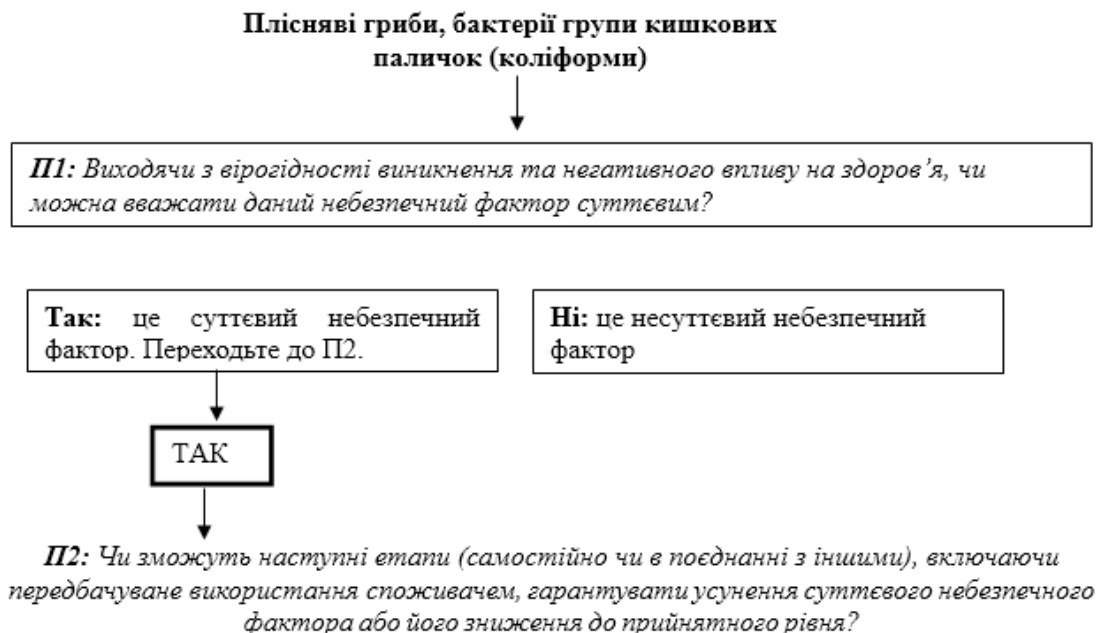 Плісняві гриби, бактерії групи кишкових
паличок (коліформи)
П1: Виходячи з вірогідності виникнення та негативного впливу на здоров’я, чи
можна вважати даний небезпечний фактор суттєвим?
Так: це суттєвий небезпечний
фактор. Переходьте до П2.
Ні: це несуттєвий небезпечний
фактор
ТАК
П2: Чи зможуть наступні етапи (самостійно чи в поєднанні з іншими), включаючи
передбачуване використання споживачем, гарантувати усунення суттєвого небезпечного
фактора або його зниження до прийнятного рівня?